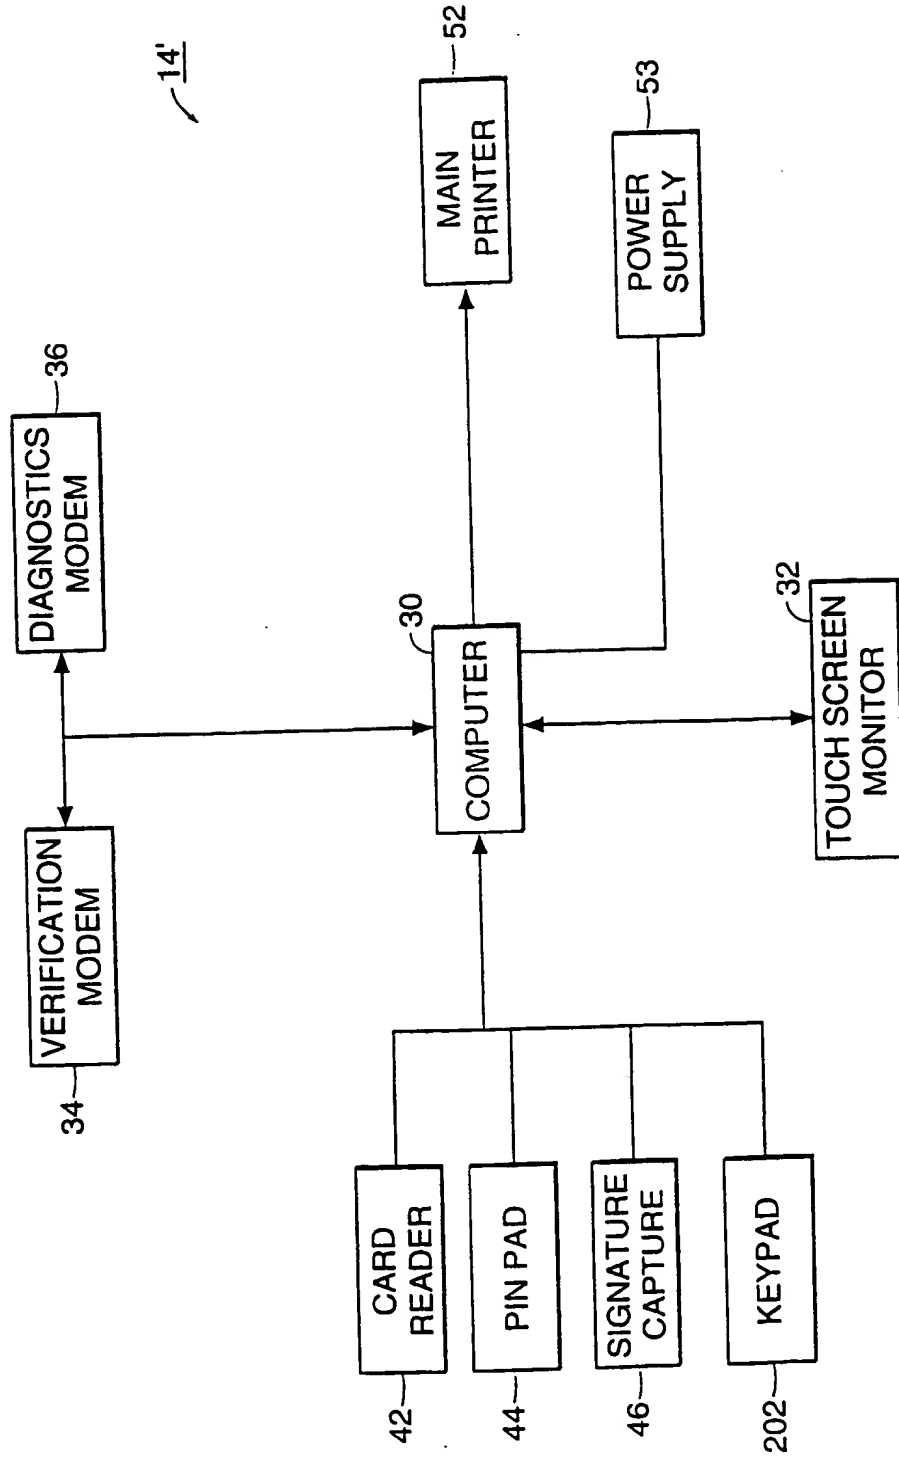 14'
34
VERIFICATION
MODEM
DIAGNOSTICS
MODEM
36
42
CARD
READER
44
PIN PAD
46
SIGNATURE
CAPTURE
202
KEYPAD
30
COMPUTER
MAIN
PRINTER
52
POWER
SUPPLY
53
32
TOUCH SCREEN
MONITOR